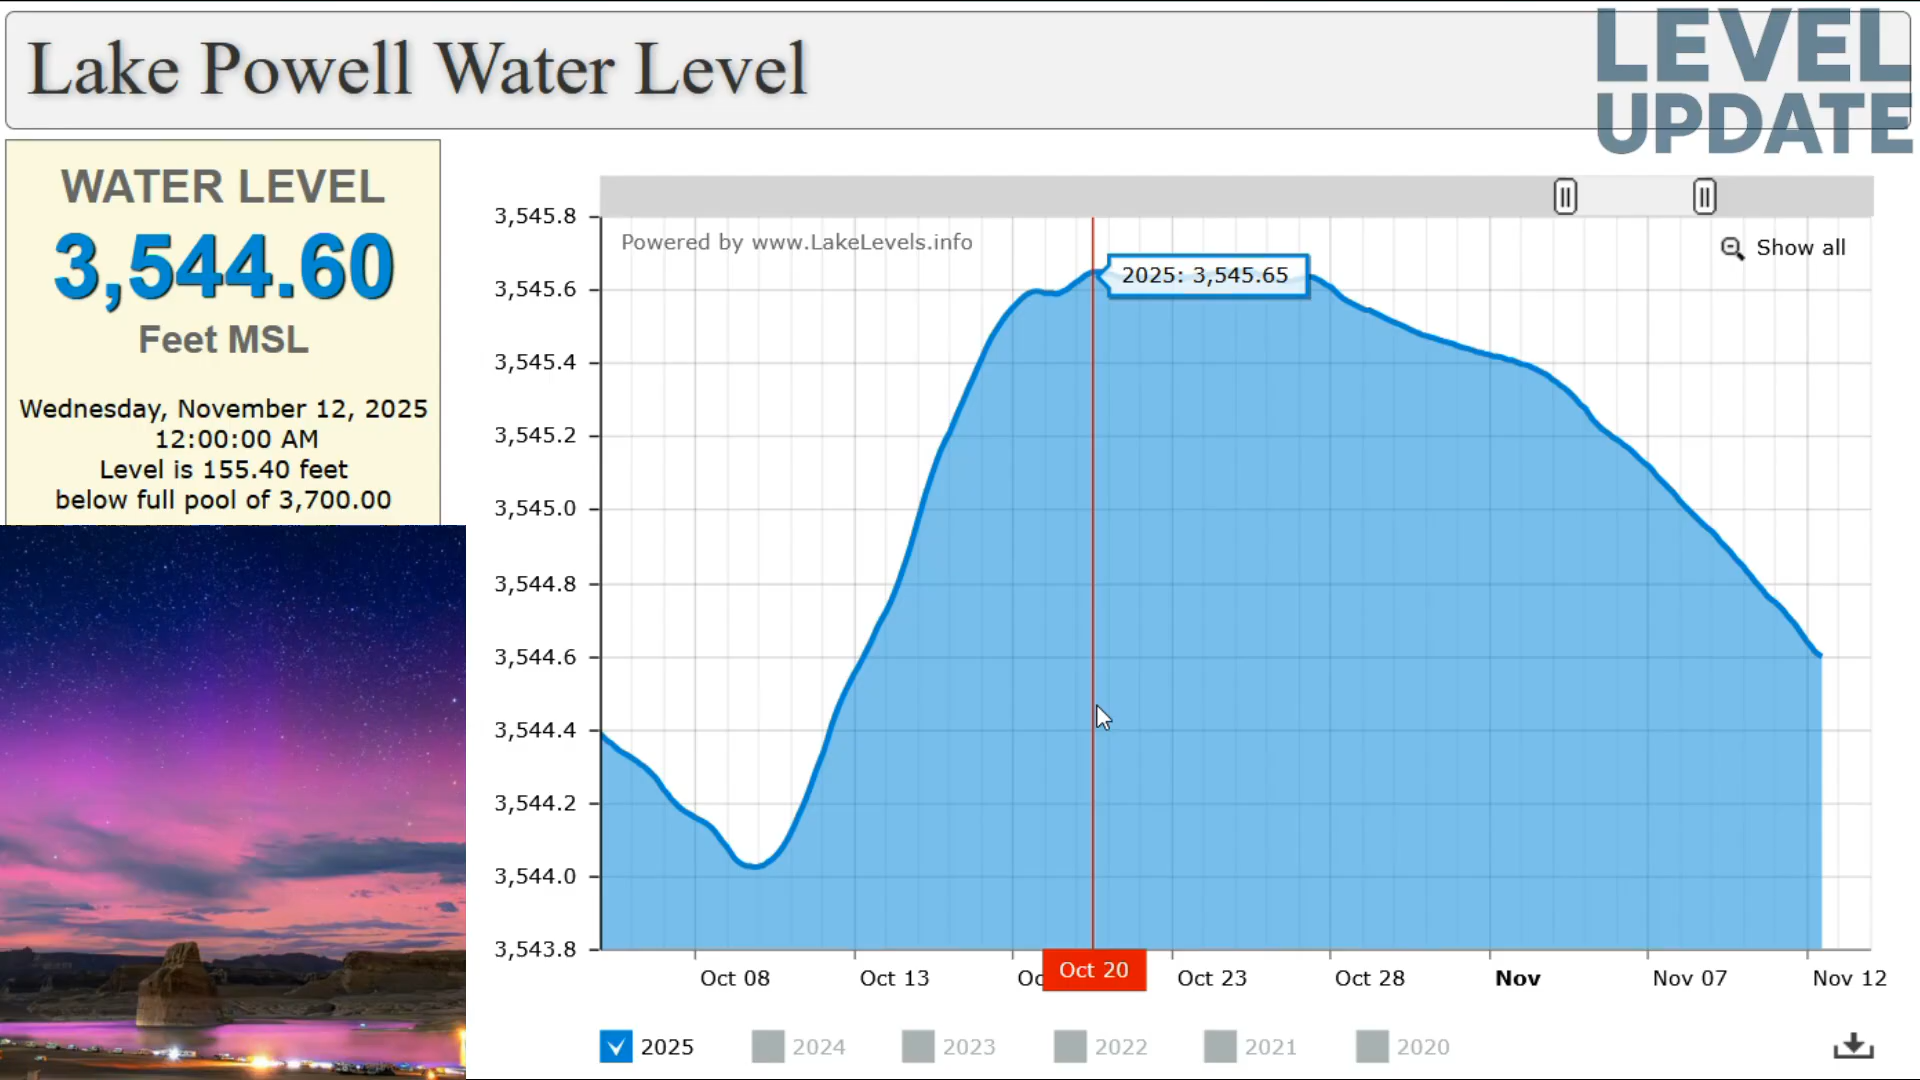 Lake Powell Water Level
LEVEL
UPDATE
WATER LEVEL
3,544.60
Feet MSL
Wednesday, November 12, 2025
12:00:00 AM
Level is 155.40 feet
below full pool of 3,700.00
Powered by www.LakeLevels.info
Show all
2025: 3,545.65
3,545.8
3,545.6
3,545.4
3,545.2
3,545.0
3,544.8
3,544.6
3,544.4
3,544.2
3,544.0
3,543.8
Oct 08
Oct 13
Oc
Oct 20
Oct 23
Oct 28
Nov
Nov 07
Nov 12
2025
2024
2023
2022
2021
2020